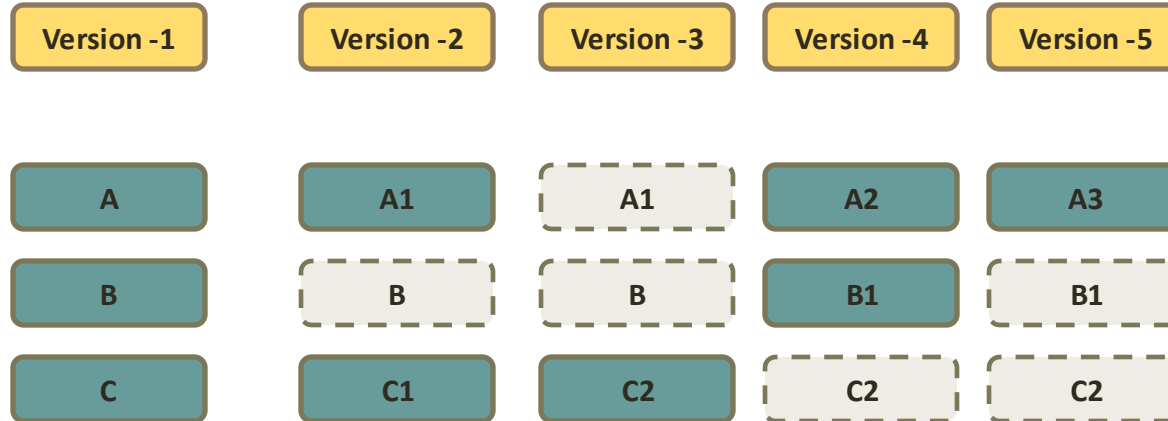 Version -1 Version -2 Version -3 Version -4 Version -5
A A1 A1 A2 A3
B B B B1 B1
C C1 C2 C2 C2